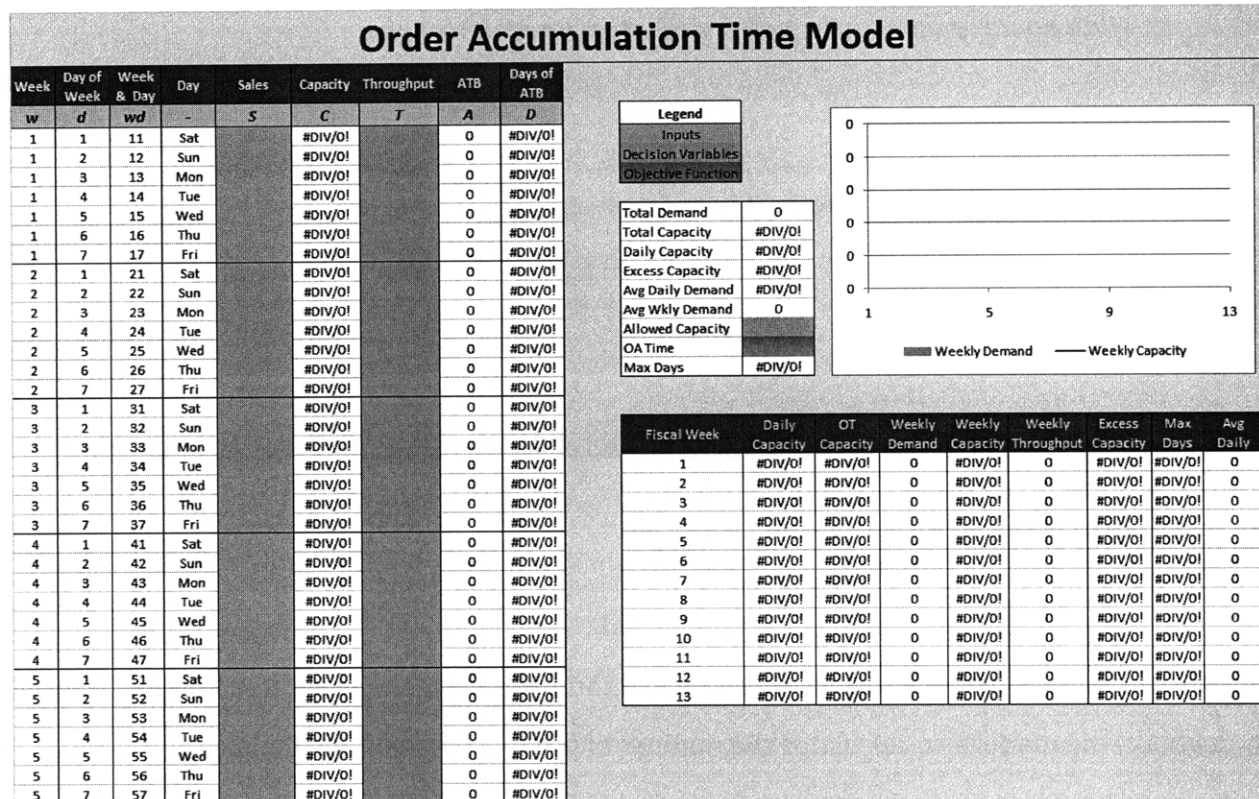 Order Accumulation Time Model
Week Day of Week Week & Day Day Sales Capacity Throughput ATB Days of ATB
w d wd - S C T A D
1 1 11 Sat #DIV/0! 0 #DIV/0!
1 2 12 Sun #DIV/0! 0 #DIV/0!
1 3 13 Mon #DIV/0! 0 #DIV/0!
1 4 14 Tue #DIV/0! 0 #DIV/0!
1 5 15 Wed #DIV/0! 0 #DIV/0!
1 6 16 Thu #DIV/0! 0 #DIV/0!
1 7 17 Fri #DIV/0! 0 #DIV/0!
2 1 21 Sat #DIV/0! 0 #DIV/0!
2 2 22 Sun #DIV/0! 0 #DIV/0!
2 3 23 Mon #DIV/0! 0 #DIV/0!
2 4 24 Tue #DIV/0! 0 #DIV/0!
2 5 25 Wed #DIV/0! 0 #DIV/0!
2 6 26 Thu #DIV/0! 0 #DIV/0!
2 7 27 Fri #DIV/0! 0 #DIV/0!
3 1 31 Sat #DIV/0! 0 #DIV/0!
3 2 32 Sun #DIV/0! 0 #DIV/0!
3 3 33 Mon #DIV/0! 0 #DIV/0!
3 4 34 Tue #DIV/0! 0 #DIV/0!
3 5 35 Wed #DIV/0! 0 #DIV/0!
3 6 36 Thu #DIV/0! 0 #DIV/0!
3 7 37 Fri #DIV/0! 0 #DIV/0!
4 1 41 Sat #DIV/0! 0 #DIV/0!
4 2 42 Sun #DIV/0! 0 #DIV/0!
4 3 43 Mon #DIV/0! 0 #DIV/0!
4 4 44 Tue #DIV/0! 0 #DIV/0!
4 5 45 Wed #DIV/0! 0 #DIV/0!
4 6 46 Thu #DIV/0! 0 #DIV/0!
4 7 47 Fri #DIV/0! 0 #DIV/0!
5 1 51 Sat #DIV/0! 0 #DIV/0!
5 2 52 Sun #DIV/0! 0 #DIV/0!
5 3 53 Mon #DIV/0! 0 #DIV/0!
5 4 54 Tue #DIV/0! 0 #DIV/0!
5 5 55 Wed #DIV/0! 0 #DIV/0!
5 6 56 Thu #DIV/0! 0 #DIV/0!
5 7 57 Fri #DIV/0! 0 #DIV/0!
Legend
Inputs
Decision Variables
Objective Function
Total Demand 0
Total Capacity #DIV/0!
Daily Capacity #DIV/0!
Excess Capacity #DIV/0!
Avg Daily Demand #DIV/0!
Avg Wkly Demand 0
Allowed Capacity
OA Time
Max Days #DIV/0!
0
0
0
0
0
0
1 5 9 13
Weekly Demand Weekly Capacity
Fiscal Week Daily Capacity OT Capacity Weekly Demand Weekly Capacity Weekly Throughput Excess Capacity Max Days Avg Daily
1 #DIV/0! #DIV/0! 0 #DIV/0! 0 #DIV/0! #DIV/0! 0
2 #DIV/0! #DIV/0! 0 #DIV/0! 0 #DIV/0! #DIV/0! 0
3 #DIV/0! #DIV/0! 0 #DIV/0! 0 #DIV/0! #DIV/0! 0
4 #DIV/0! #DIV/0! 0 #DIV/0! 0 #DIV/0! #DIV/0! 0
5 #DIV/0! #DIV/0! 0 #DIV/0! 0 #DIV/0! #DIV/0! 0
6 #DIV/0! #DIV/0! 0 #DIV/0! 0 #DIV/0! #DIV/0! 0
7 #DIV/0! #DIV/0! 0 #DIV/0! 0 #DIV/0! #DIV/0! 0
8 #DIV/0! #DIV/0! 0 #DIV/0! 0 #DIV/0! #DIV/0! 0
9 #DIV/0! #DIV/0! 0 #DIV/0! 0 #DIV/0! #DIV/0! 0
10 #DIV/0! #DIV/0! 0 #DIV/0! 0 #DIV/0! #DIV/0! 0
11 #DIV/0! #DIV/0! 0 #DIV/0! 0 #DIV/0! #DIV/0! 0
12 #DIV/0! #DIV/0! 0 #DIV/0! 0 #DIV/0! #DIV/0! 0
13 #DIV/0! #DIV/0! 0 #DIV/0! 0 #DIV/0! #DIV/0! 0